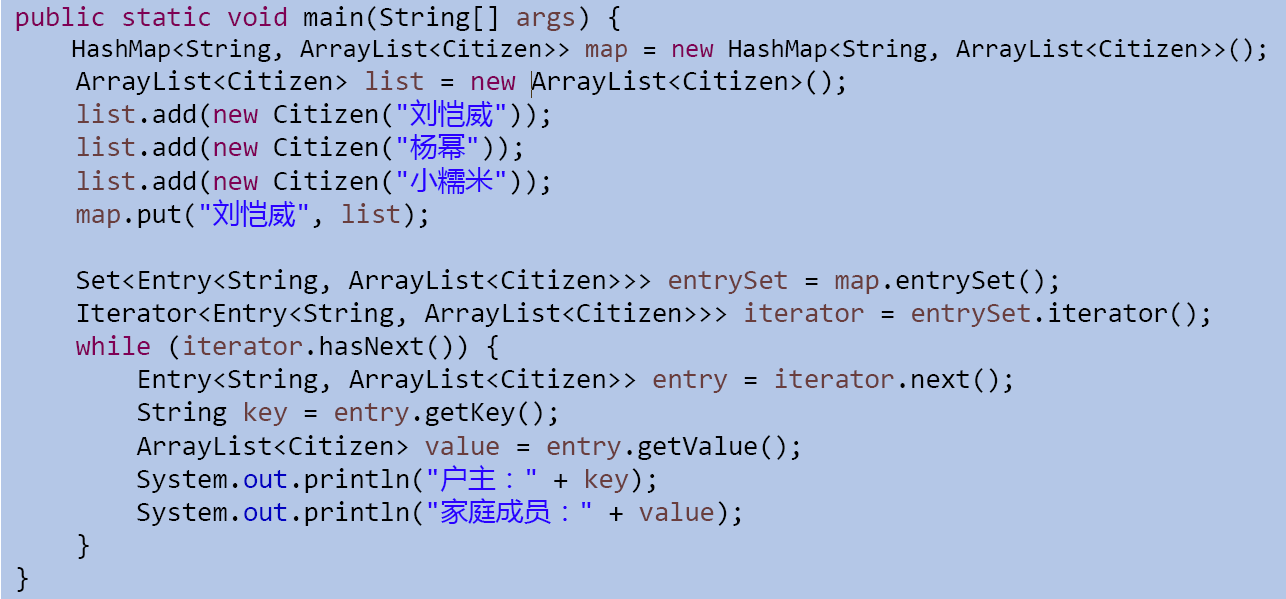 public static void main(String[] args) {
HashMap<String, ArrayList<Citizen>> map = new HashMap<String, ArrayList<Citizen>>();
ArrayList<Citizen> list = new ArrayList<Citizen>();
list.add(new Citizen("刘恺威"));
list.add(new Citizen("杨幂"));
list.add(new Citizen("小糯米"));
map.put("刘恺威", list);
Set<Entry<String, ArrayList<Citizen>>> entrySet = map.entrySet();
Iterator<Entry<String, ArrayList<Citizen>>> iterator = entrySet.iterator();
while (iterator.hasNext()) {
Entry<String, ArrayList<Citizen>> entry = iterator.next();
String key = entry.getKey();
ArrayList<Citizen> value = entry.getValue();
System.out.println("户主：" + key);
System.out.println("家庭成员：" + value);
}
}